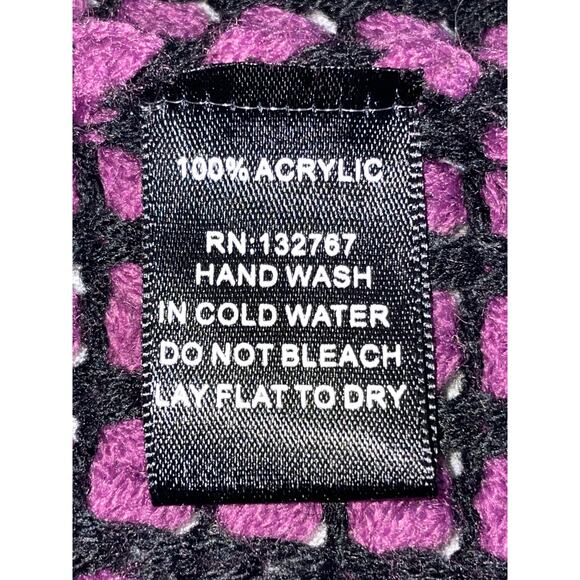 100% ACRYLIC
RN:132767
HAND WASH
IN COLD WATER
DO NOT BLEACH
LAY FLAT TO DRY